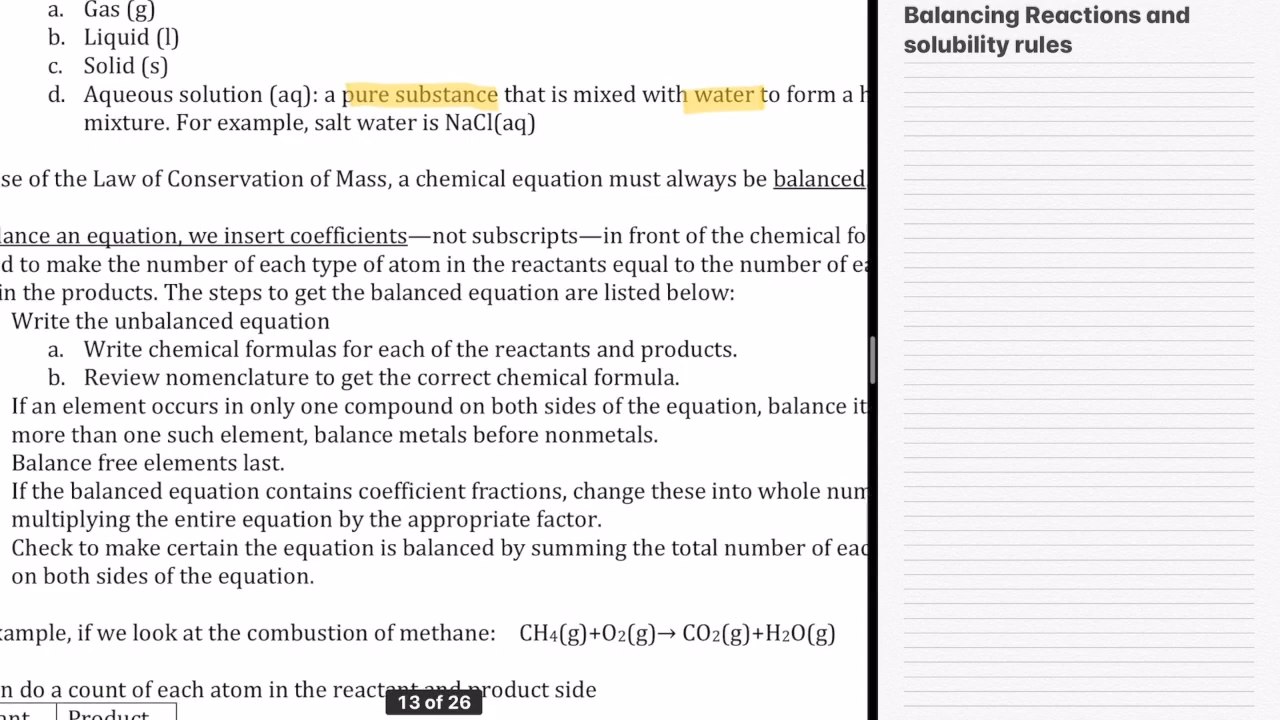 a. Gas (g)
b. Liquid (l)
c. Solid (s)
d. Aqueous solution (aq): a pure substance that is mixed with water to form a h
mixture. For example, salt water is NaCl(aq)
se of the Law of Conservation of Mass, a chemical equation must always be balanced
lance an equation, we insert coefficients—not subscripts—in front of the chemical fo
d to make the number of each type of atom in the reactants equal to the number of ea
in the products. The steps to get the balanced equation are listed below:
Write the unbalanced equation
a. Write chemical formulas for each of the reactants and products.
b. Review nomenclature to get the correct chemical formula.
If an element occurs in only one compound on both sides of the equation, balance it
more than one such element, balance metals before nonmetals.
Balance free elements last.
If the balanced equation contains coefficient fractions, change these into whole num
multiplying the entire equation by the appropriate factor.
Check to make certain the equation is balanced by summing the total number of eac
on both sides of the equation.
xample, if we look at the combustion of methane: CH₄(g)+O₂(g)→ CO₂(g)+H₂O(g)
n do a count of each atom in the reactant and product side
13 of 26
ant Product
Balancing Reactions and
solubility rules